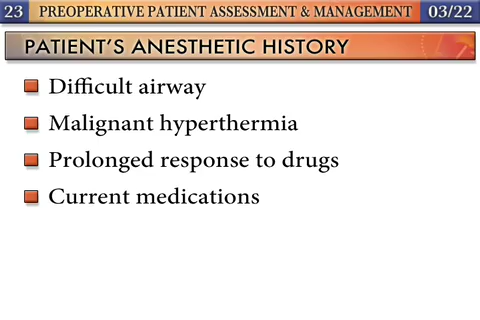 23 PREOPERATIVE PATIENT ASSESSMENT & MANAGEMENT 03/22
PATIENT'S ANESTHETIC HISTORY
Difficult airway
Malignant hyperthermia
Prolonged response to drugs
Current medications